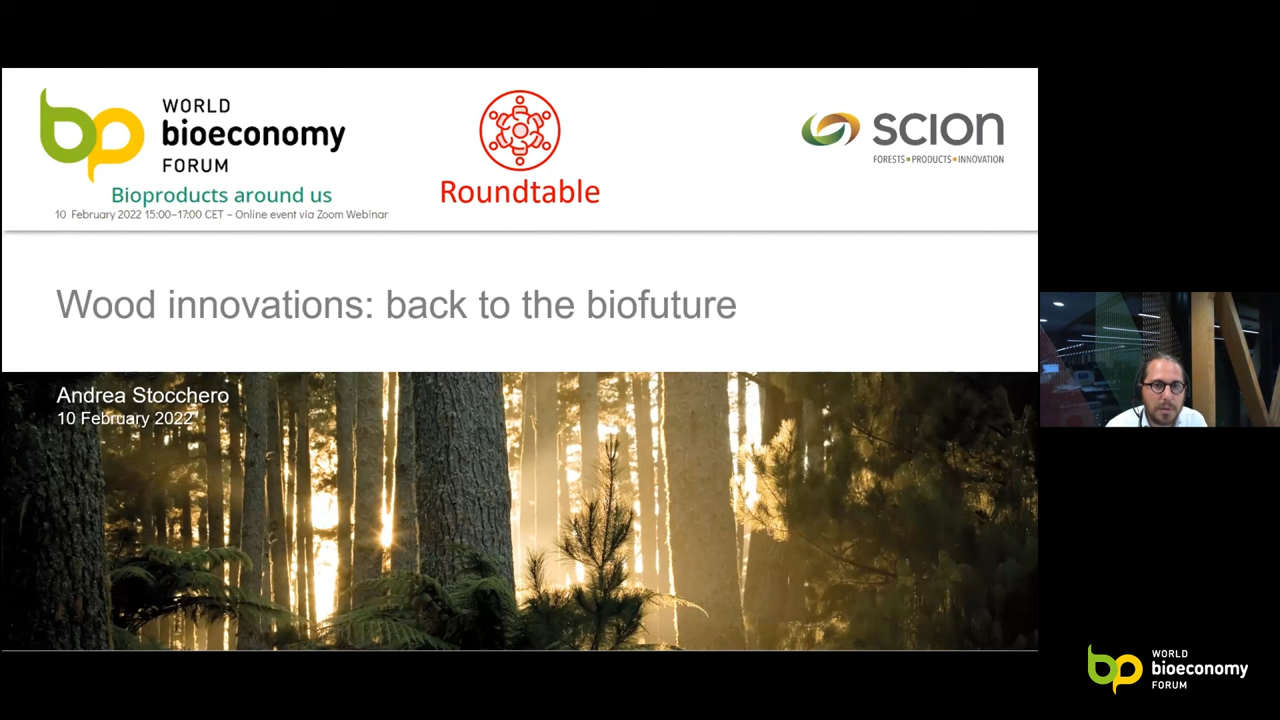 WORLD
bioeconomy
FORUM
Bioproducts around us
10 February 2022 15:00–17:00 CET – Online event via Zoom Webinar
Roundtable
scion
FORESTS▪PRODUCTS▪INNOVATION
Wood innovations: back to the biofuture
Andrea Stocchero
10 February 2022
WORLD
bioeconomy
FORUM